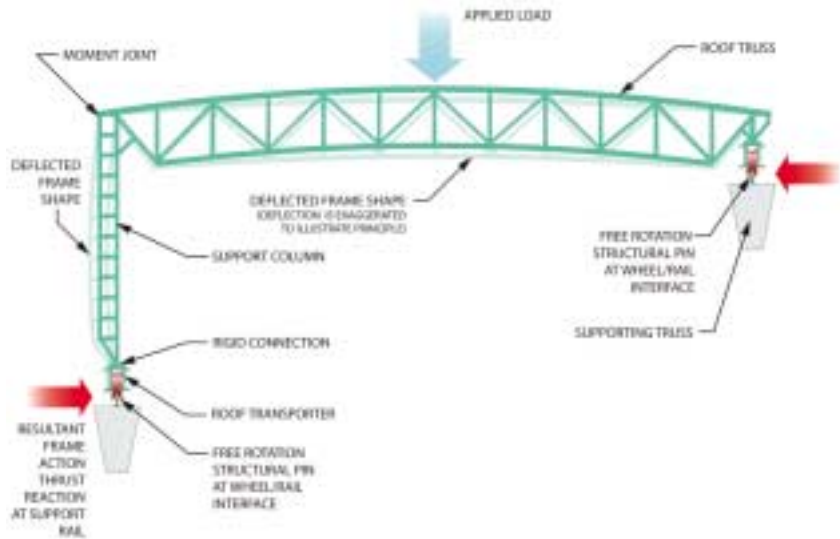 APPLIED LOAD
MOMENT JOINT
ROOF TRUSS
DEFLECTED
FRAME
SHAPE
DEFLECTED FRAME SHAPE
(DEFLECTION IS EXAGGERATED
TO ILLUSTRATE PRINCIPLE)
SUPPORT COLUMN
FREE ROTATION
STRUCTURAL PIN
AT WHEEL/RAIL
INTERFACE
SUPPORTING TRUSS
RIGID CONNECTION
ROOF TRANSPORTER
RESULTANT
FRAME
ACTION
THRUST
REACTION
AT SUPPORT
RAIL
FREE ROTATION
STRUCTURAL PIN
AT WHEEL/RAIL
INTERFACE